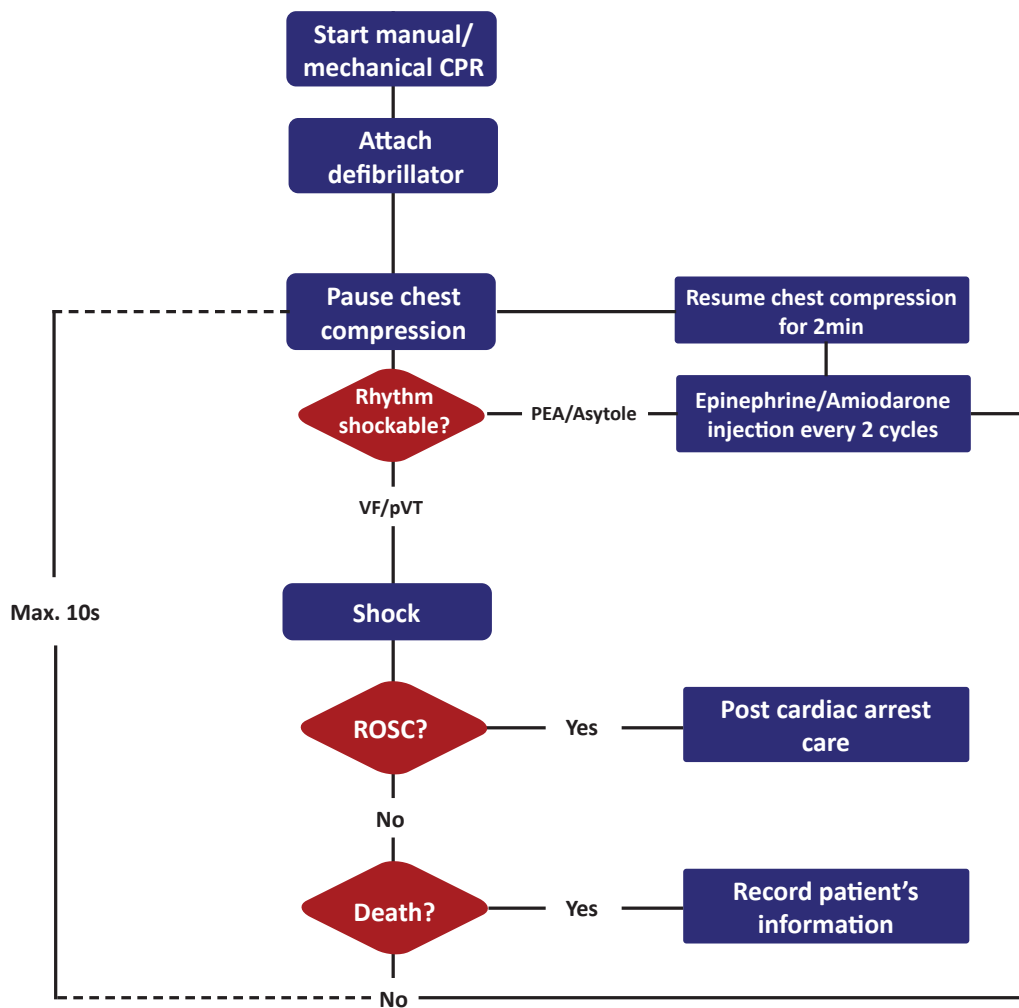 Start manual/
mechanical CPR
Attach
defibrillator
Pause chest
compression
Resume chest compression
for 2min
Rhythm
shockable?
PEA/Asytole
Epinephrine/Amiodarone
injection every 2 cycles
VF/pVT
Max. 10s
Shock
ROSC?
Yes
Post cardiac arrest
care
No
Death?
Yes
Record patient’s
information
No